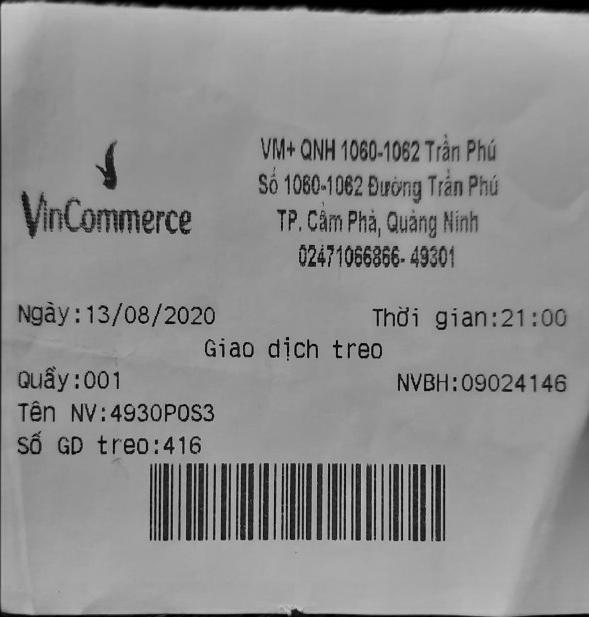 VM+ QNH 1060-1062 Trần Phú
Số 1060-1062 Đường Trần Phú
VinCommerce
TP. Cẩm Phả, Quảng Ninh
02471066866- 49301
Ngày:13/08/2020 Thời gian:21:00
Giao dịch treo
Quầy:001 NVBH:09024146
Tên NV:4930POS3
Số GD treo:416